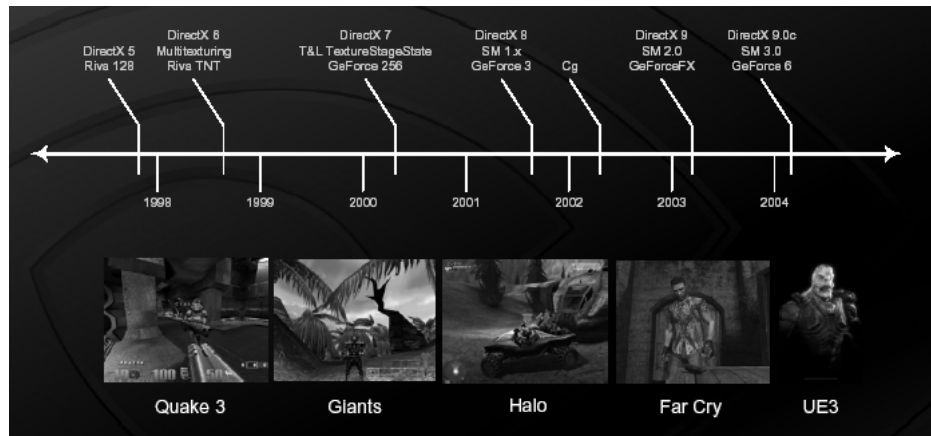 DirectX 5
Riva 128
DirectX 6
Multitexturing
Riva TNT
DirectX 7
T&L TextureStageState
GeForce 256
DirectX 8
SM 1.x
GeForce 3
Cg
DirectX 9
SM 2.0
GeForceFX
DirectX 9.0c
SM 3.0
GeForce 6
1998
1999
2000
2001
2002
2003
2004
100
50
Quake 3
Giants
Halo
Far Cry
UE3